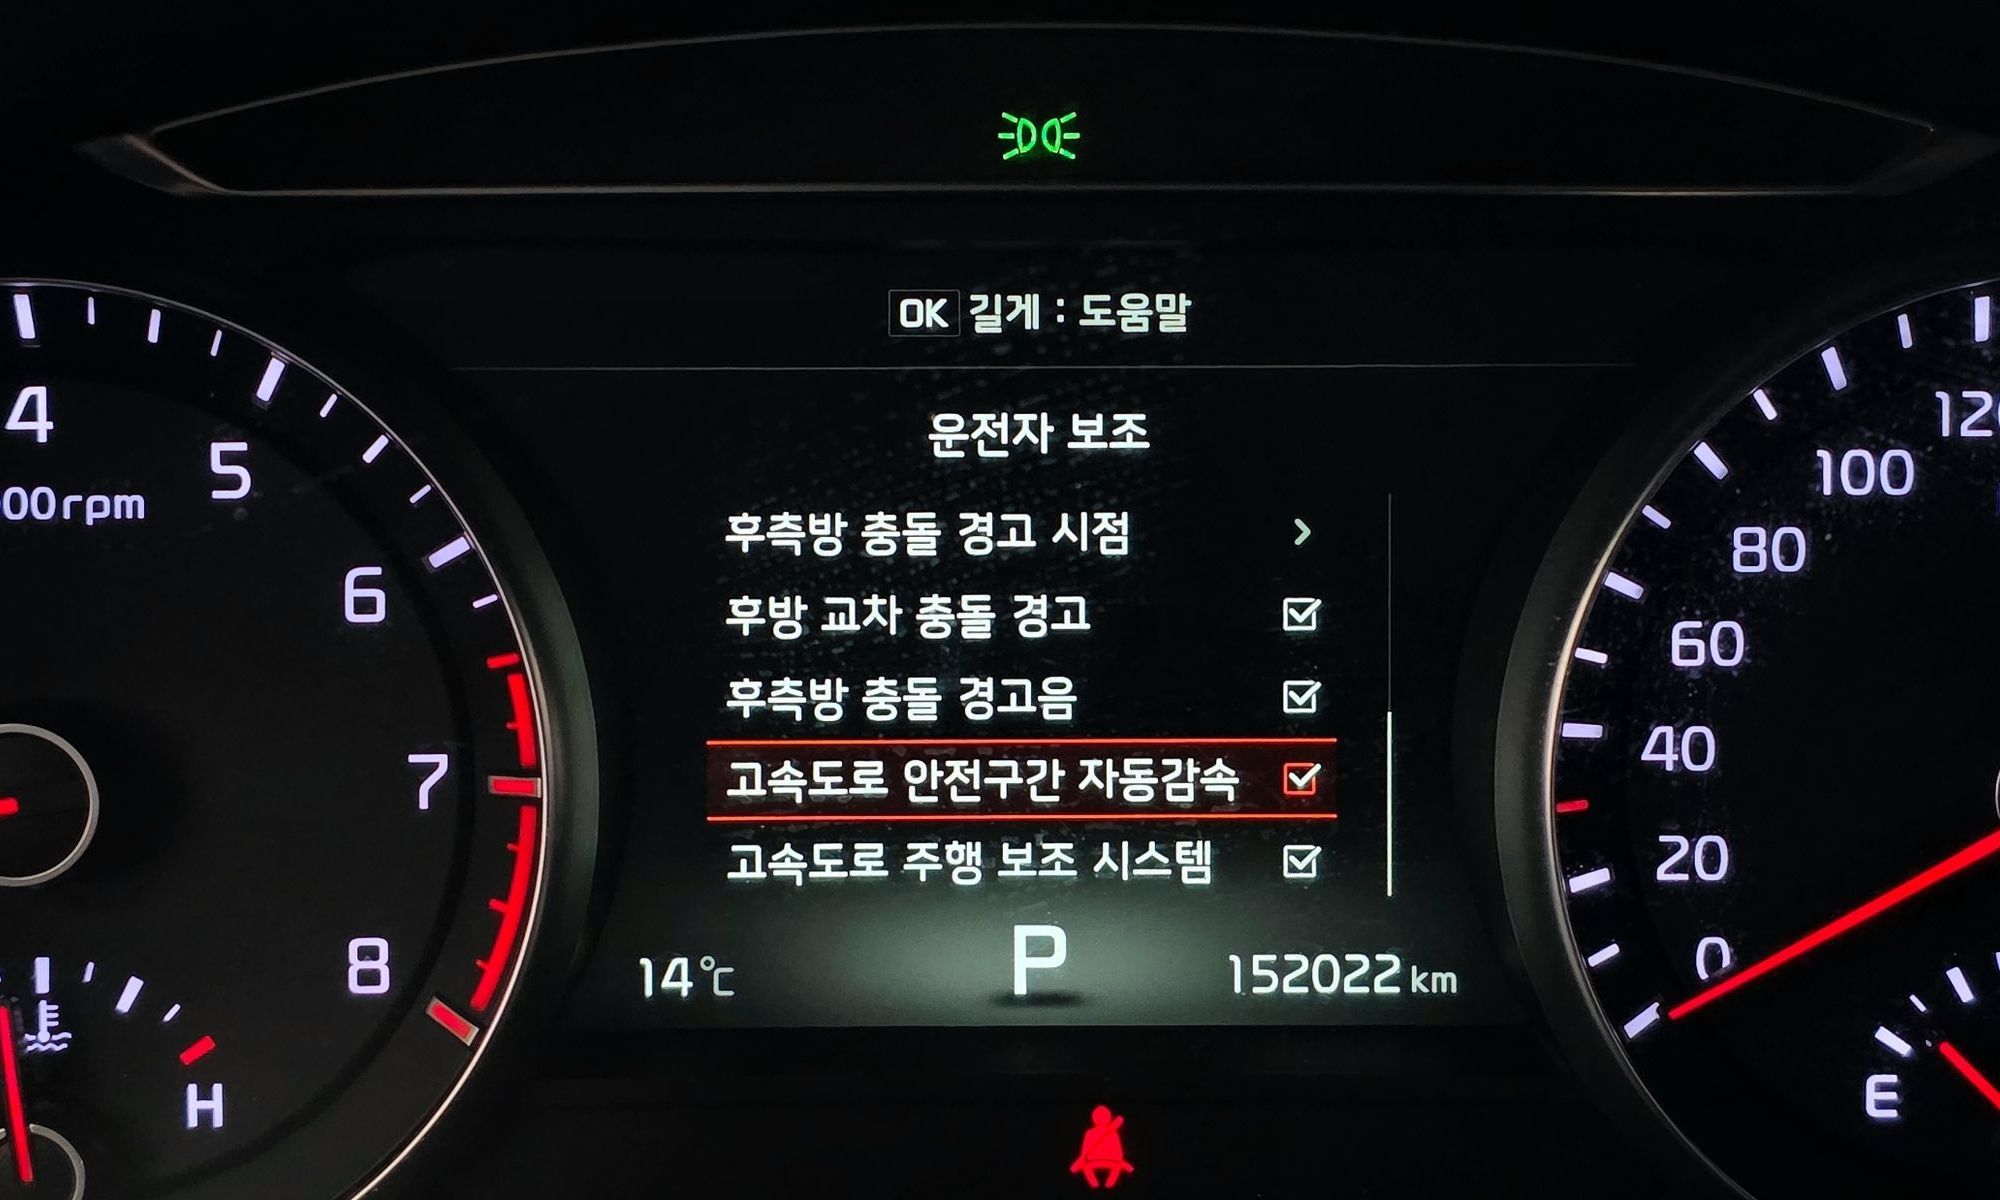 OK 길게 : 도움말
운전자 보조
후측방 충돌 경고 시점
후방 교차 충돌 경고
후측방 충돌 경고음
고속도로 안전구간 자동감속
고속도로 주행 보조 시스템
14℃
P
152022 km
4
5
00rpm
6
7
8
H
120
100
80
60
40
20
0
E